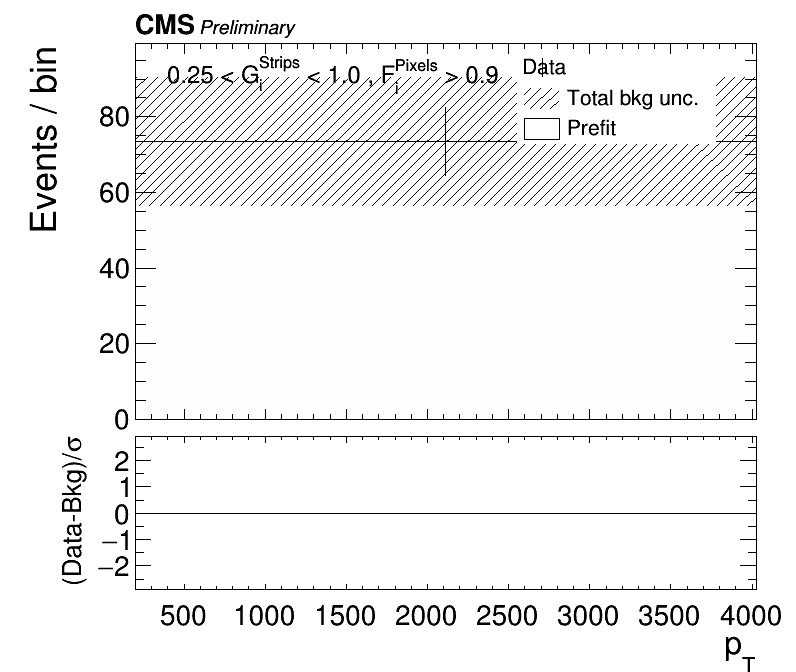 CMS Preliminary
0.25 < G_i^Strips < 1.0 , F_i^Pixels > 0.9
Data
Total bkg unc.
Prefit
Events / bin
80
60
40
20
0
(Data-Bkg)/σ
2
1
0
−1
−2
500 1000 1500 2000 2500 3000 3500 4000
p_T